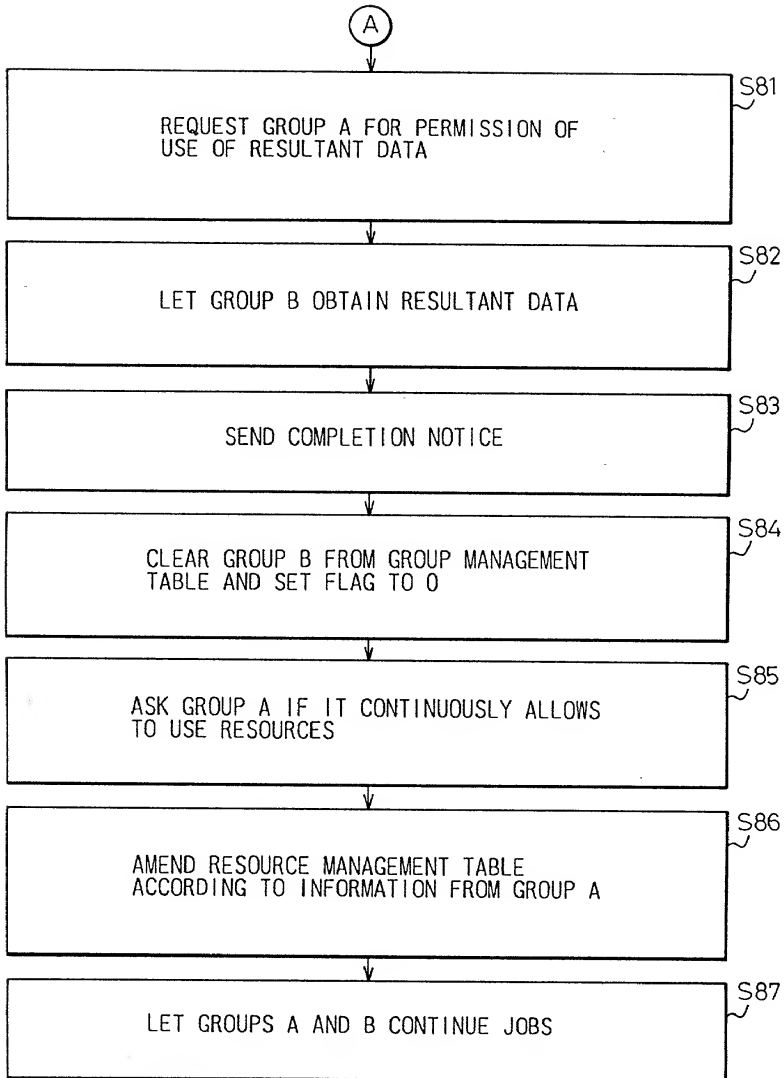 A
S81
REQUEST GROUP A FOR PERMISSION OF
USE OF RESULTANT DATA
S82
LET GROUP B OBTAIN RESULTANT DATA
S83
SEND COMPLETION NOTICE
S84
CLEAR GROUP B FROM GROUP MANAGEMENT
TABLE AND SET FLAG TO 0
S85
ASK GROUP A IF IT CONTINUOUSLY ALLOWS
TO USE RESOURCES
S86
AMEND RESOURCE MANAGEMENT TABLE
ACCORDING TO INFORMATION FROM GROUP A
S87
LET GROUPS A AND B CONTINUE JOBS